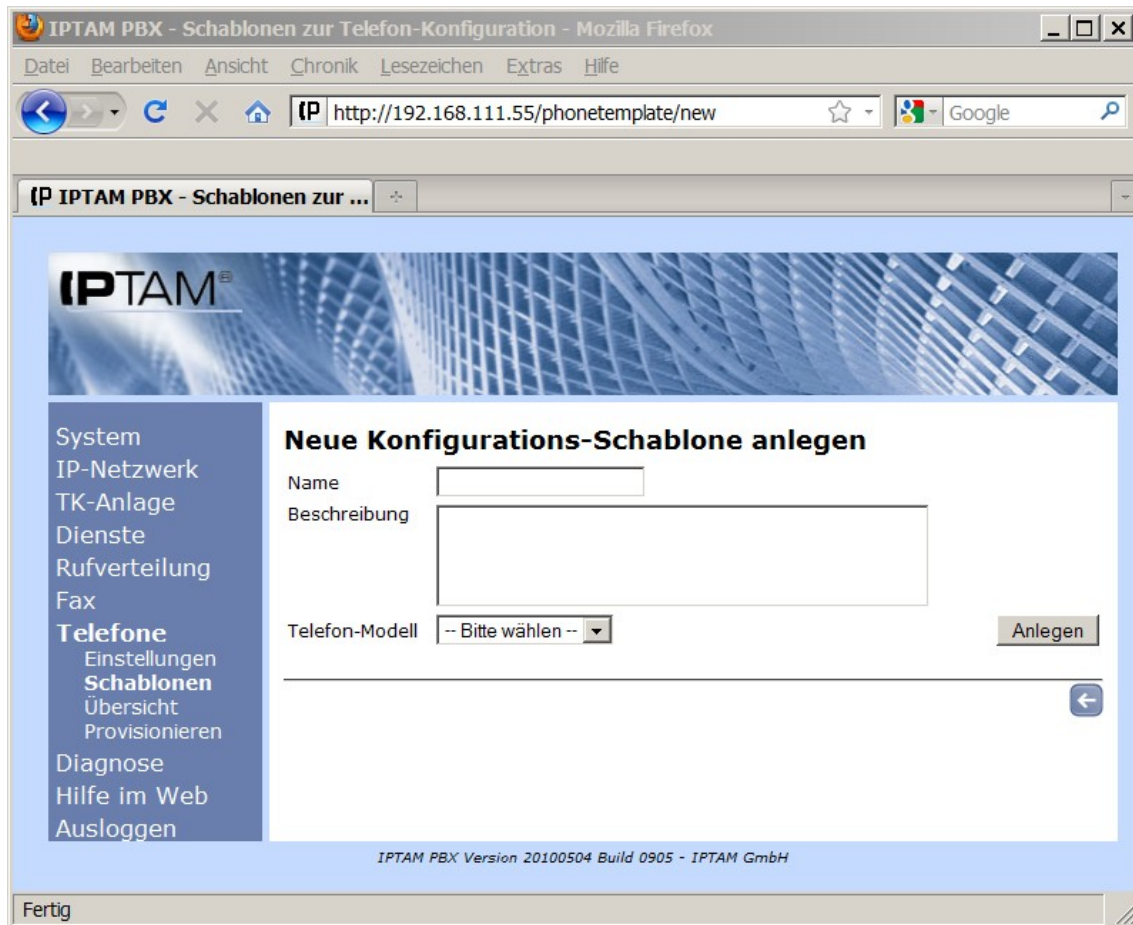 IPTAM PBX - Schablonen zur Telefon-Konfiguration - Mozilla Firefox
Datei Bearbeiten Ansicht Chronik Lesezeichen Extras Hilfe
http://192.168.111.55/phonetemplate/new Google
IPTAM PBX - Schablonen zur ...
IPTAM®
System
IP-Netzwerk
TK-Anlage
Dienste
Rufverteilung
Fax
Telefone
Einstellungen
Schablonen
Übersicht
Provisionieren
Diagnose
Hilfe im Web
Ausloggen
Neue Konfigurations-Schablone anlegen
Name
Beschreibung
Telefon-Modell -- Bitte wählen -- Anlegen
IPTAM PBX Version 20100504 Build 0905 - IPTAM GmbH
Fertig